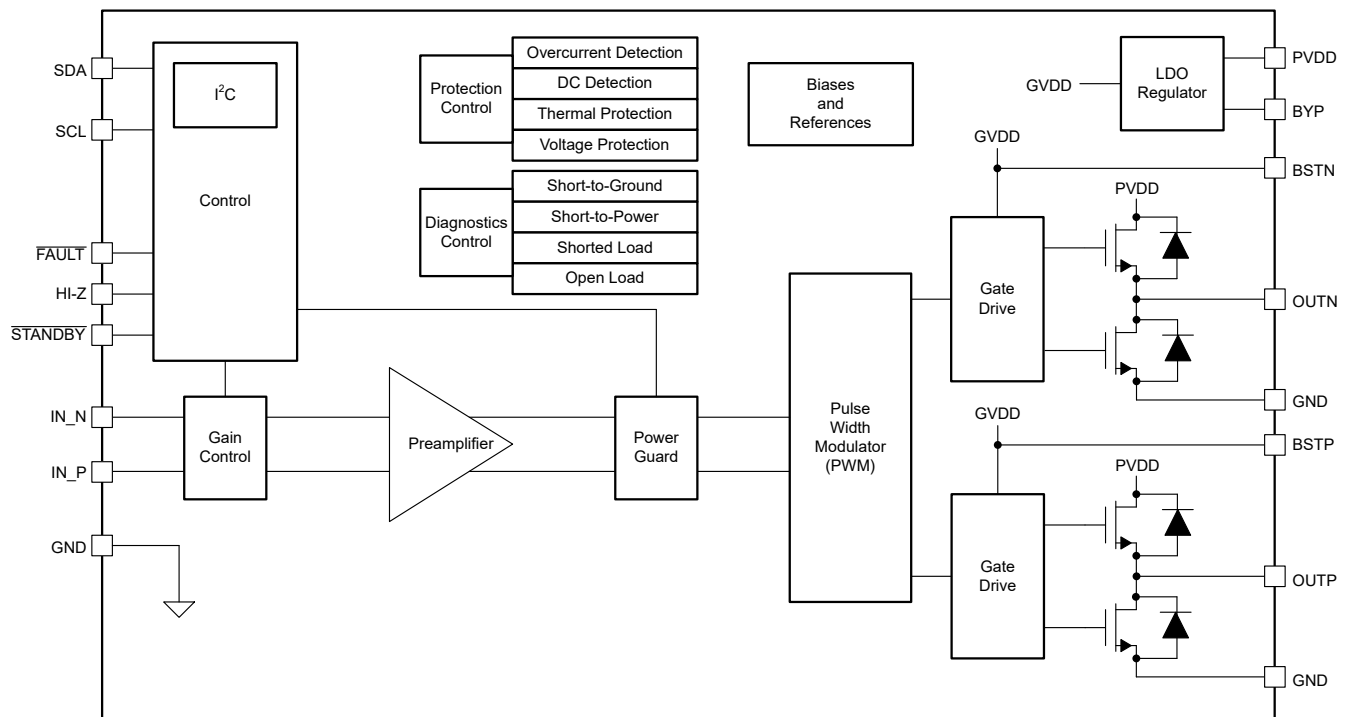 SDA
SCL
FAULT
HI-Z
STANDBY
IN_N
IN_P
GND
I²C
Control
Gain
Control
Protection
Control
Overcurrent Detection
DC Detection
Thermal Protection
Voltage Protection
Diagnostics
Control
Short-to-Ground
Short-to-Power
Shorted Load
Open Load
Biases
and
References
Preamplifier
Power
Guard
Pulse
Width
Modulator
(PWM)
GVDD
LDO
Regulator
PVDD
BYP
GVDD
BSTN
PVDD
Gate
Drive
OUTN
GND
GVDD
BSTP
PVDD
Gate
Drive
OUTP
GND